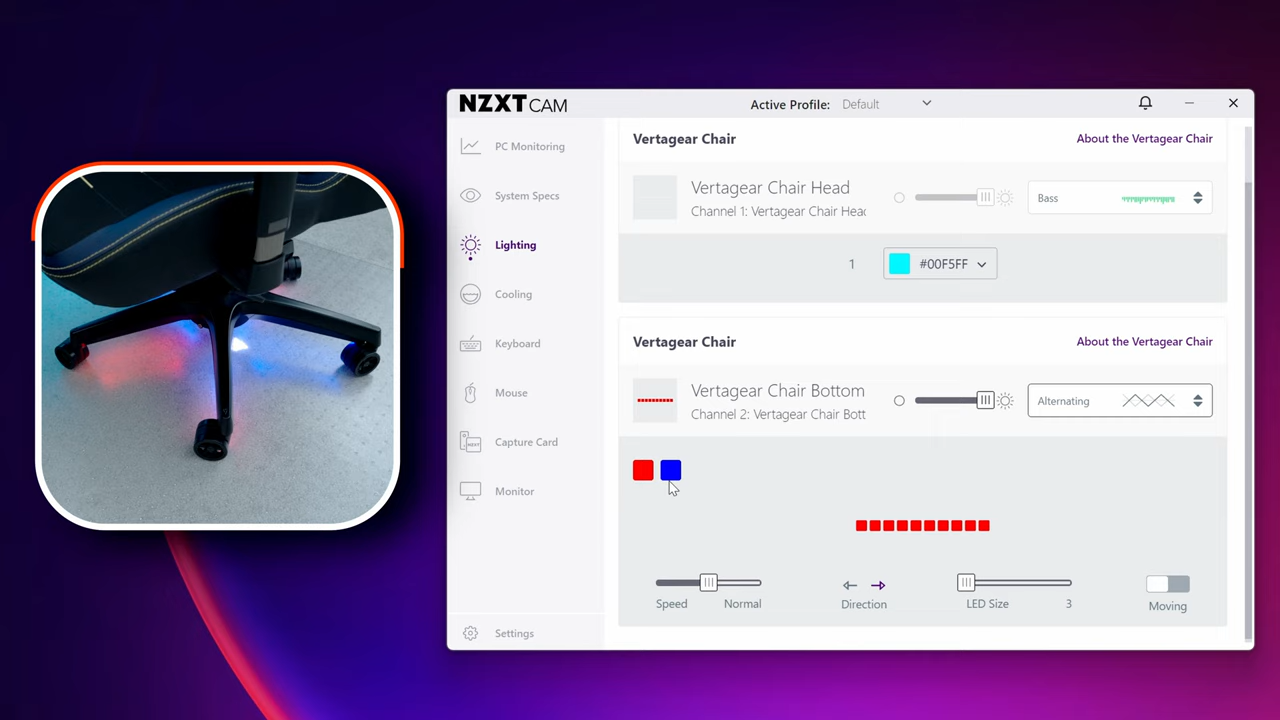 NZXT CAM
Active Profile: Default
PC Monitoring
System Specs
Lighting
Cooling
Keyboard
Mouse
Capture Card
Monitor
Settings
Vertagear Chair
About the Vertagear Chair
Vertagear Chair Head
Channel 1: Vertagear Chair Heac
Bass
1
#00F5FF
Vertagear Chair
About the Vertagear Chair
Vertagear Chair Bottom
Channel 2: Vertagear Chair Bott
Alternating
Speed Normal
Direction
LED Size 3
Moving